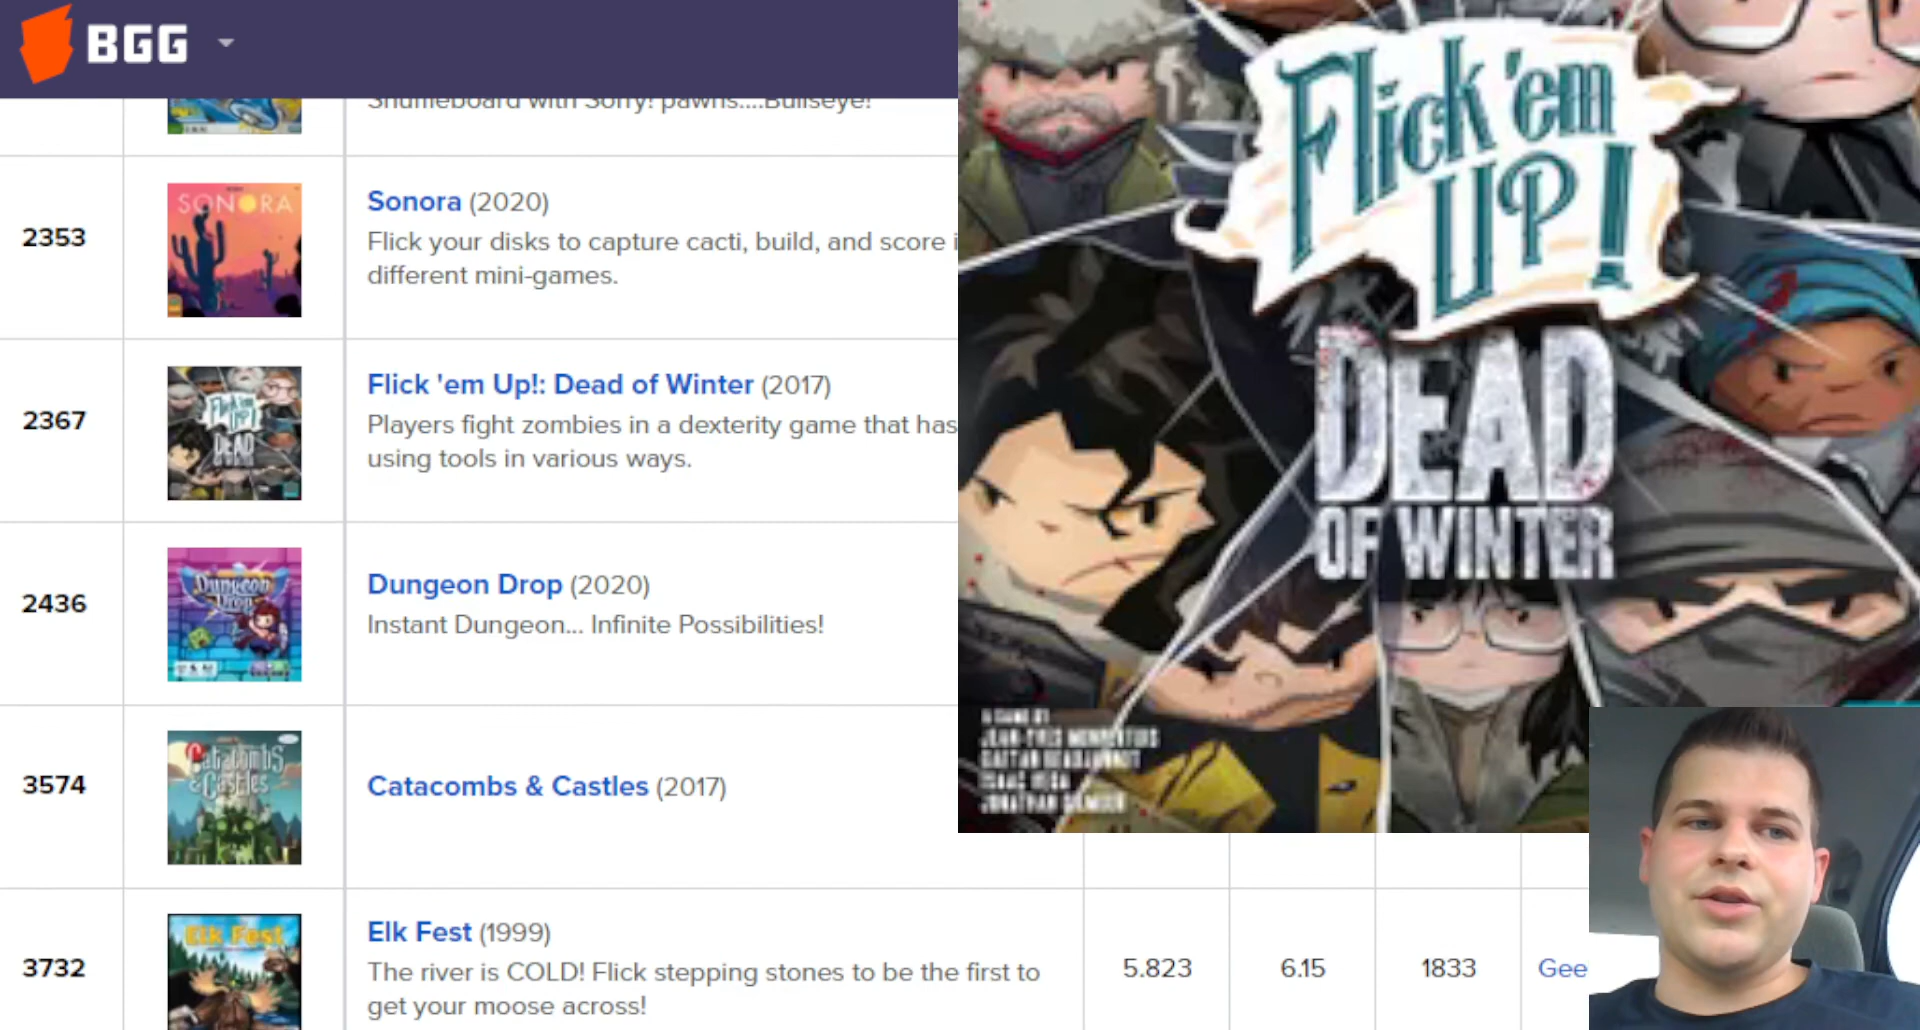 BGG
Shuffleboard with Sorry! pawns....Bullseye!
2353
SONORA
Sonora (2020)
Flick your disks to capture cacti, build, and score i
different mini-games.
2367
Flick 'em Up!: Dead of Winter (2017)
Players fight zombies in a dexterity game that has
using tools in various ways.
2436
Dungeon Drop
Dungeon Drop (2020)
Instant Dungeon... Infinite Possibilities!
3574
Catacombs & Castles
Catacombs & Castles (2017)
3732
Elk Fest
Elk Fest (1999)
The river is COLD! Flick stepping stones to be the first to
get your moose across!
5.823
6.15
1833
Gee
Flick 'em
UP!
DEAD
OF WINTER
A GAME BY